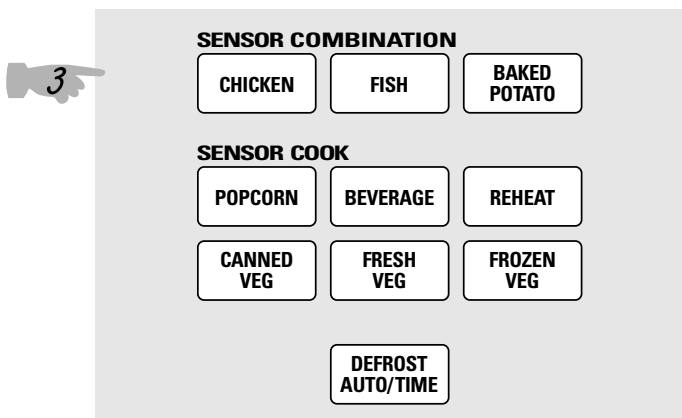 SENSOR COMBINATION
3
CHICKEN
FISH
BAKED
POTATO
SENSOR COOK
POPCORN
BEVERAGE
REHEAT
CANNED
VEG
FRESH
VEG
FROZEN
VEG
DEFROST
AUTO/TIME